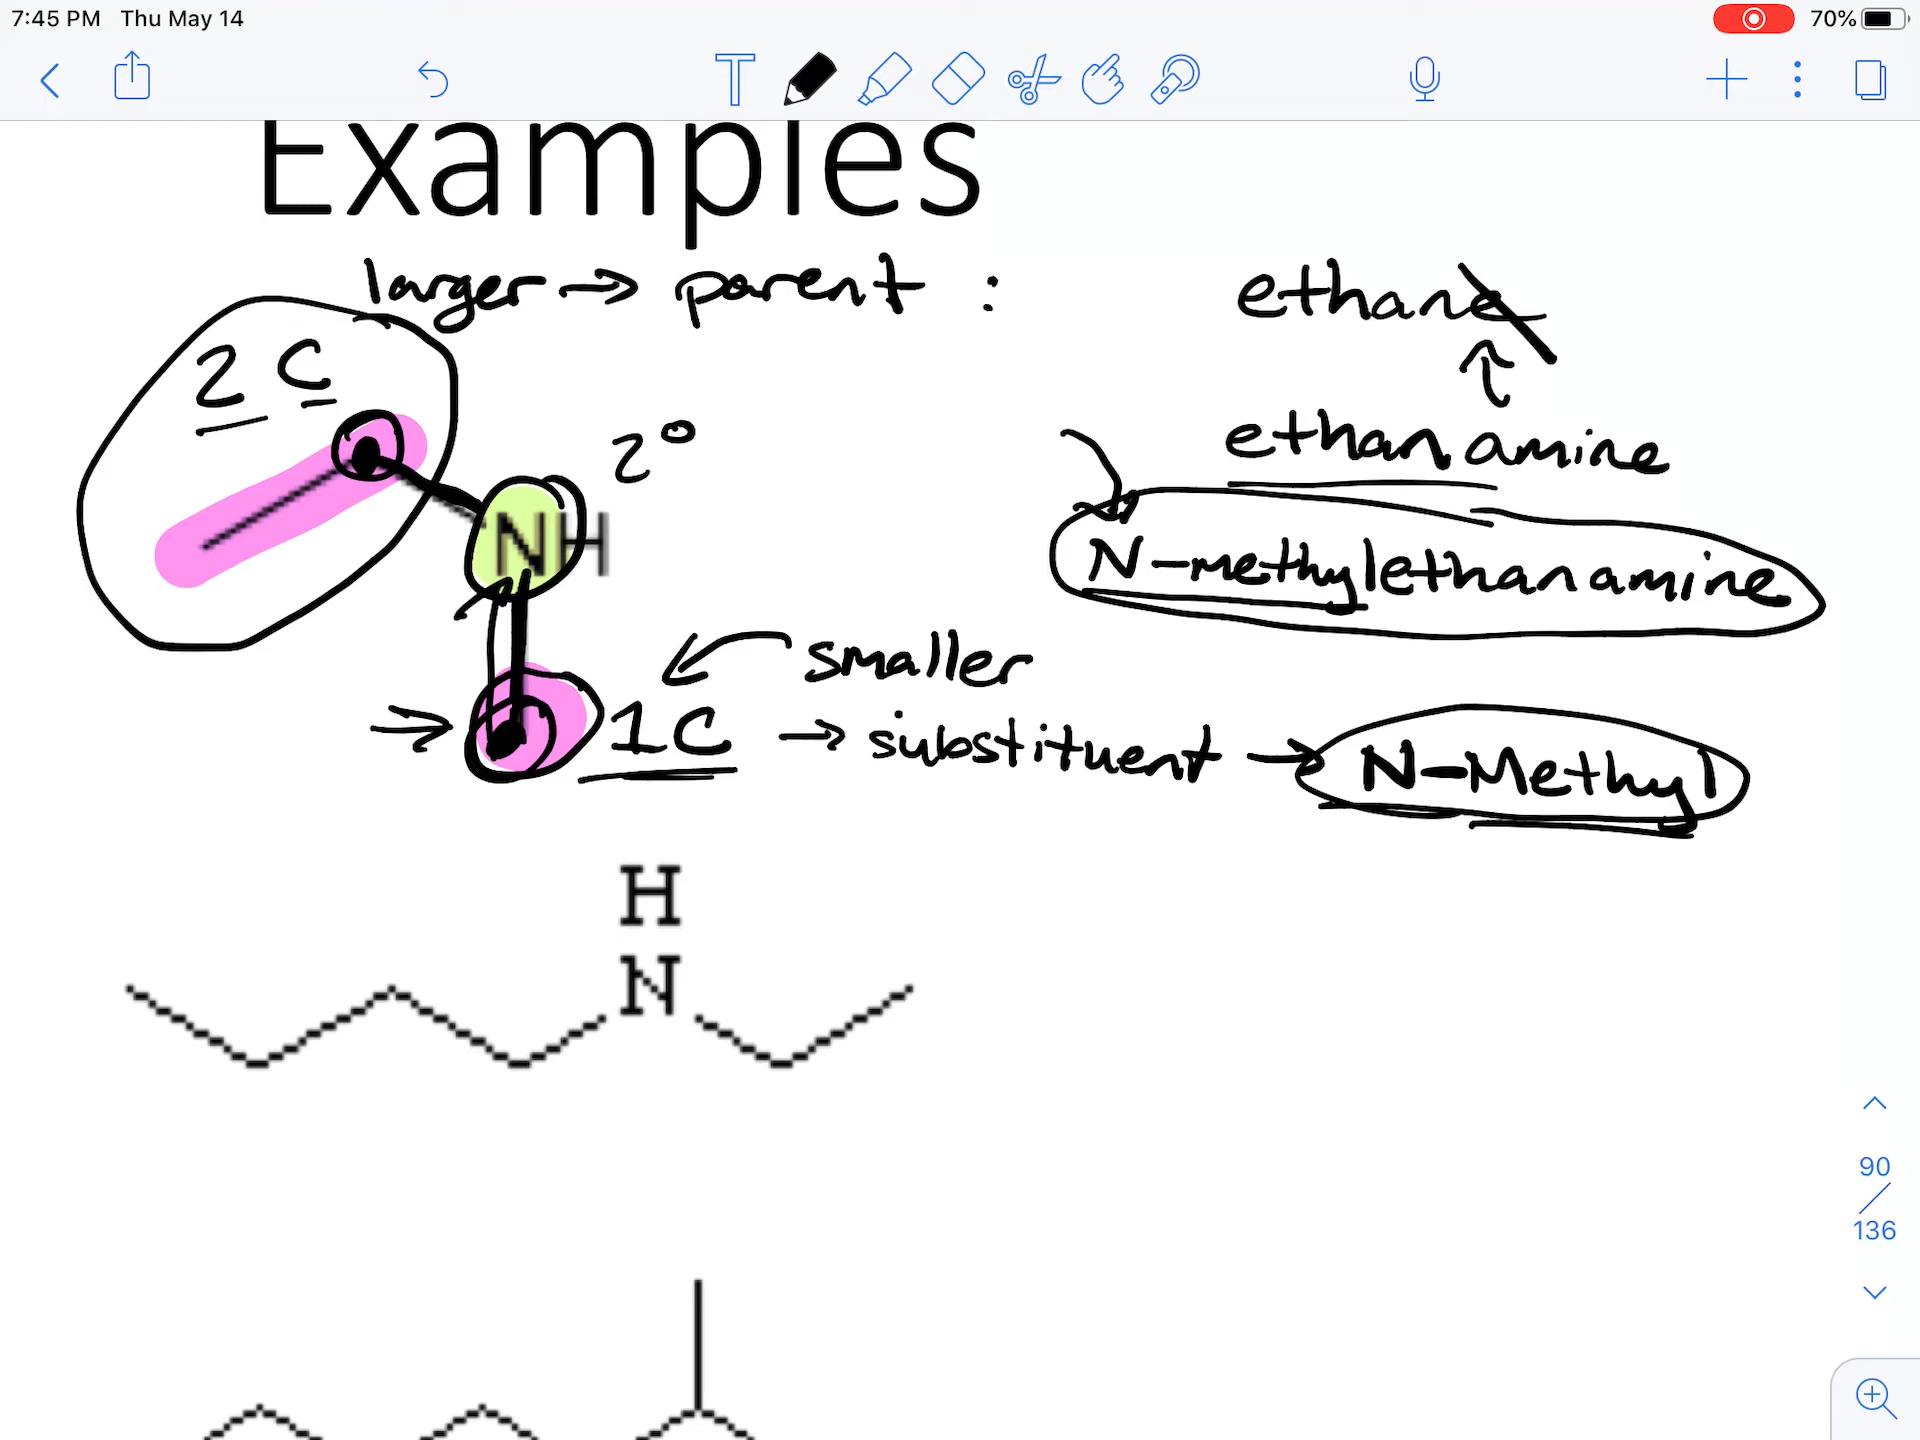 7:45 PM Thu May 14
70%
T
Examples
larger → parent : ethane
2 C
ethanamine
2°
NH
N-methylethanamine
smaller
1C → substituent → N-Methyl
H
N
90
136